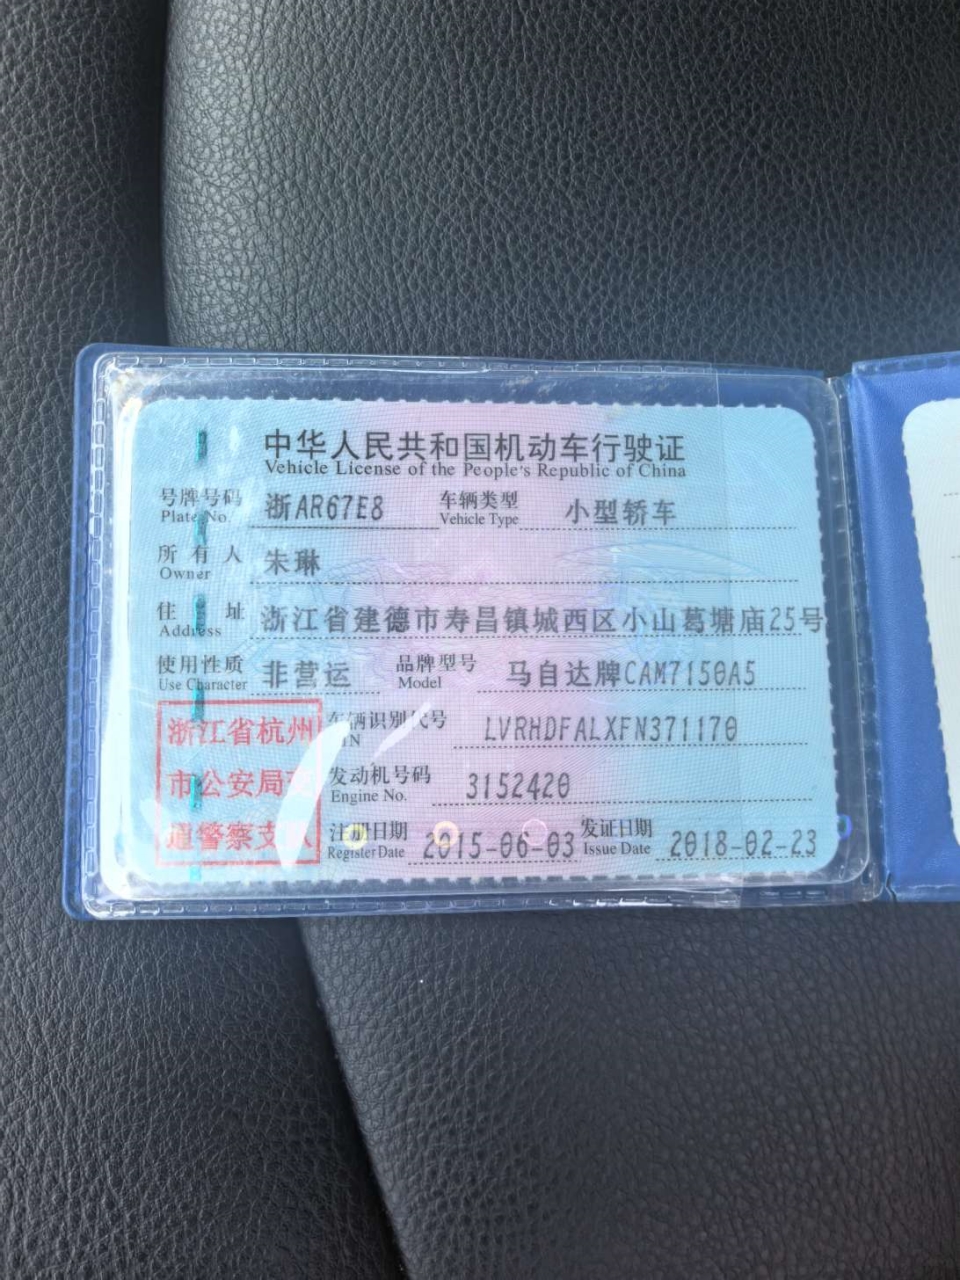 中华人民共和国机动车行驶证
Vehicle License of the People's Republic of China
号牌号码 浙AR67E8 车辆类型 小型轿车
Plate No. Vehicle Type
所有人 朱琳
Owner
住址 浙江省建德市寿昌镇城西区小山葛塘庙25号
Address
使用性质 非营运 品牌型号 马自达牌CAM7150A5
Use Character Model
浙江省杭州 车辆识别代号 LVRHDFALXFN371170
VIN
市公安局交 发动机号码 3152420
Engine No.
通警察支队 注册日期 2015-06-03 发证日期 2018-02-23
Register Date Issue Date